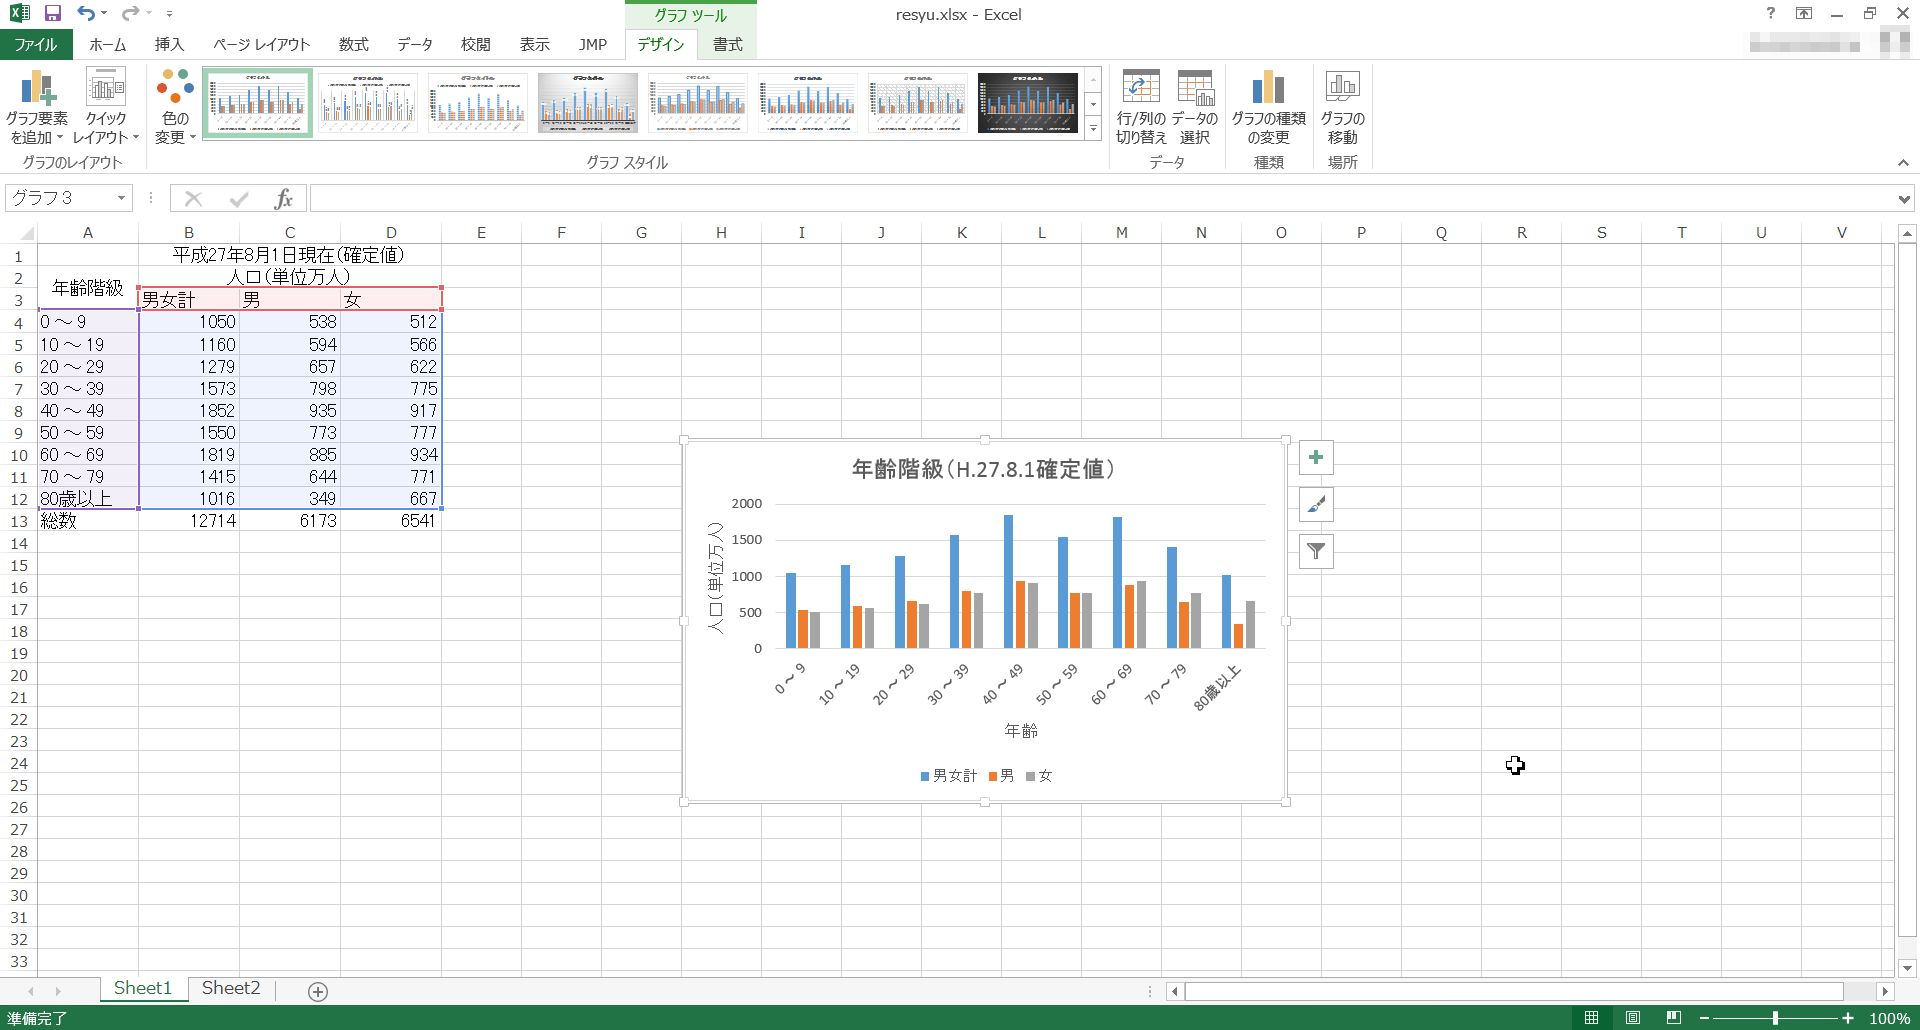 グラフ ツール
resyu.xlsx - Excel
ファイル ホーム 挿入 ページ レイアウト 数式 データ 校閲 表示 JMP デザイン 書式
グラフ要素を追加
クイックレイアウト
色の変更
行/列の切り替え
データの選択
グラフの種類の変更
グラフの移動
グラフのレイアウト グラフ スタイル データ 種類 場所
グラフ 3
fx
A B C D E F G H I J K L M N O P Q R S T U V
1 平成27年8月1日現在(確定値)
2 人口(単位万人)
年齢階級
3 男女計 男 女
4 0 ～ 9 1050 538 512
5 10 ～ 19 1160 594 566
6 20 ～ 29 1279 657 622
7 30 ～ 39 1573 798 775
8 40 ～ 49 1852 935 917
9 50 ～ 59 1550 773 777
10 60 ～ 69 1819 885 934
11 70 ～ 79 1415 644 771
12 80歳以上 1016 349 667
13 総数 12714 6173 6541
14
15
16
17
18
19
20
21
22
23
24
25
26
27
28
29
30
31
32
33
年齢階級(H.27.8.1確定値)
人口(単位万人)
2000
1500
1000
500
0
0 ～ 9 10 ～ 19 20 ～ 29 30 ～ 39 40 ～ 49 50 ～ 59 60 ～ 69 70 ～ 79 80歳以上
年齢
男女計 男 女
Sheet1 Sheet2
準備完了
100%